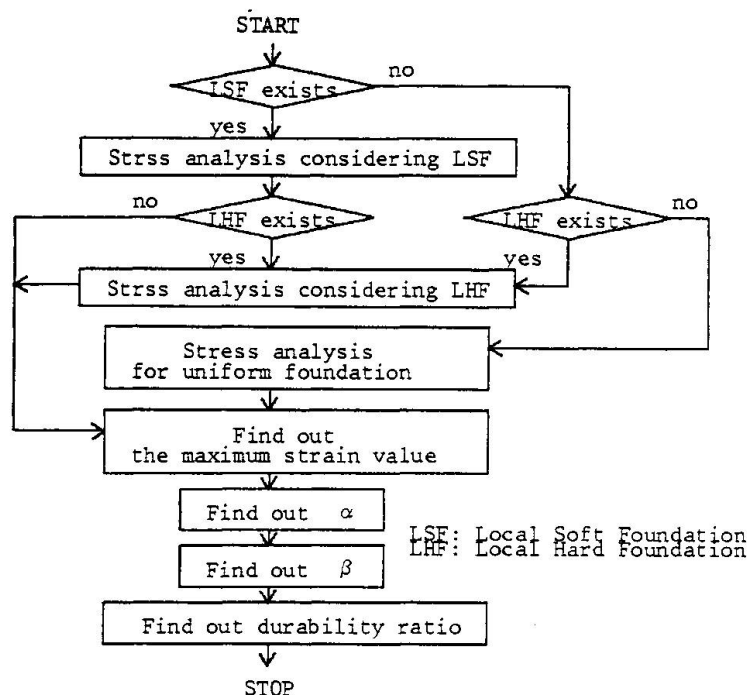 START
LSF exists
no
yes
Strss analysis considering LSF
no
LHF exists
LHF exists
no
yes
yes
Strss analysis considering LHF
Stress analysis
for uniform foundation
Find out
the maximum strain value
Find out α
LSF: Local Soft Foundation
LHF: Local Hard Foundation
Find out β
Find out durability ratio
STOP